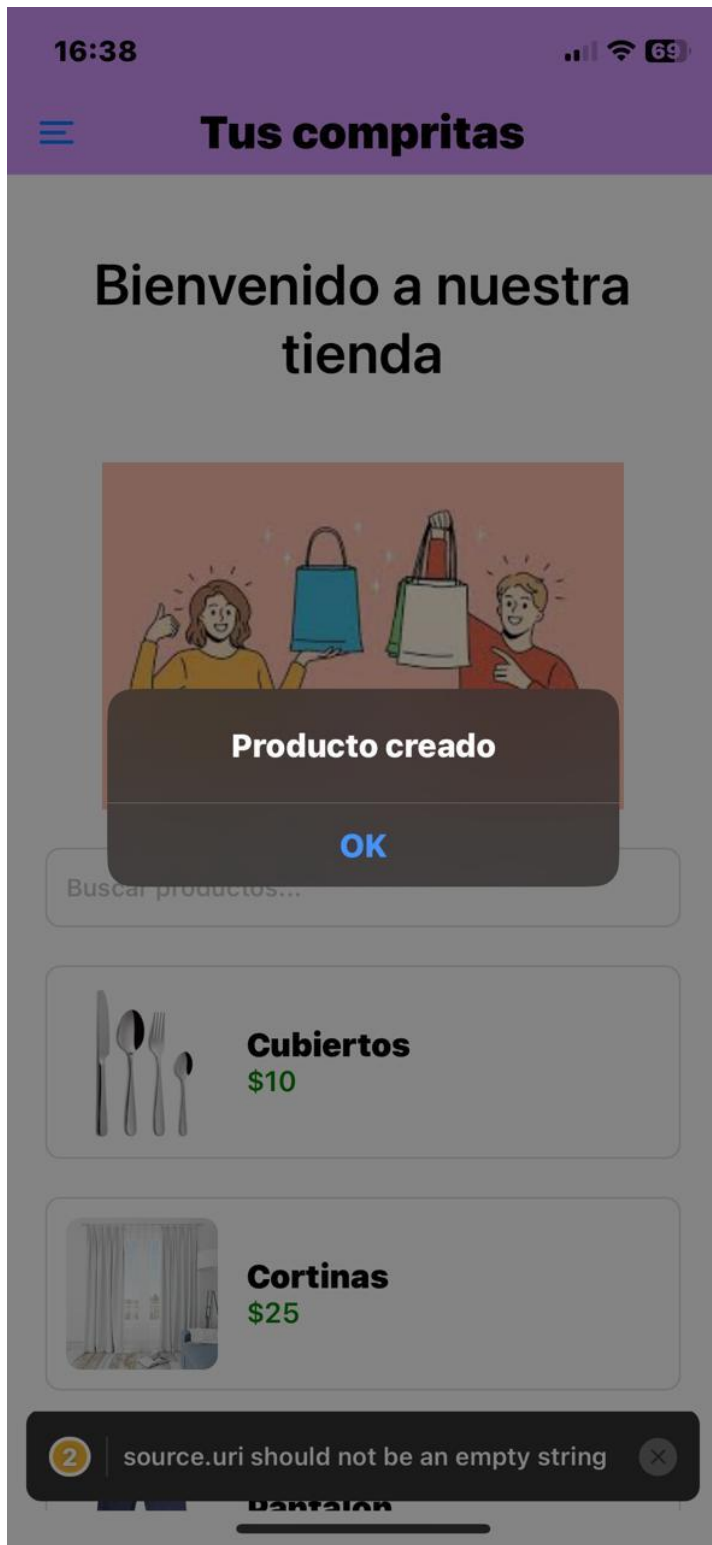 16:38
69
Tus compritas
Bienvenido a nuestra
tienda
Producto creado
OK
Buscar productos...
Cubiertos
$10
Cortinas
$25
2
source.uri should not be an empty string
Pantalón